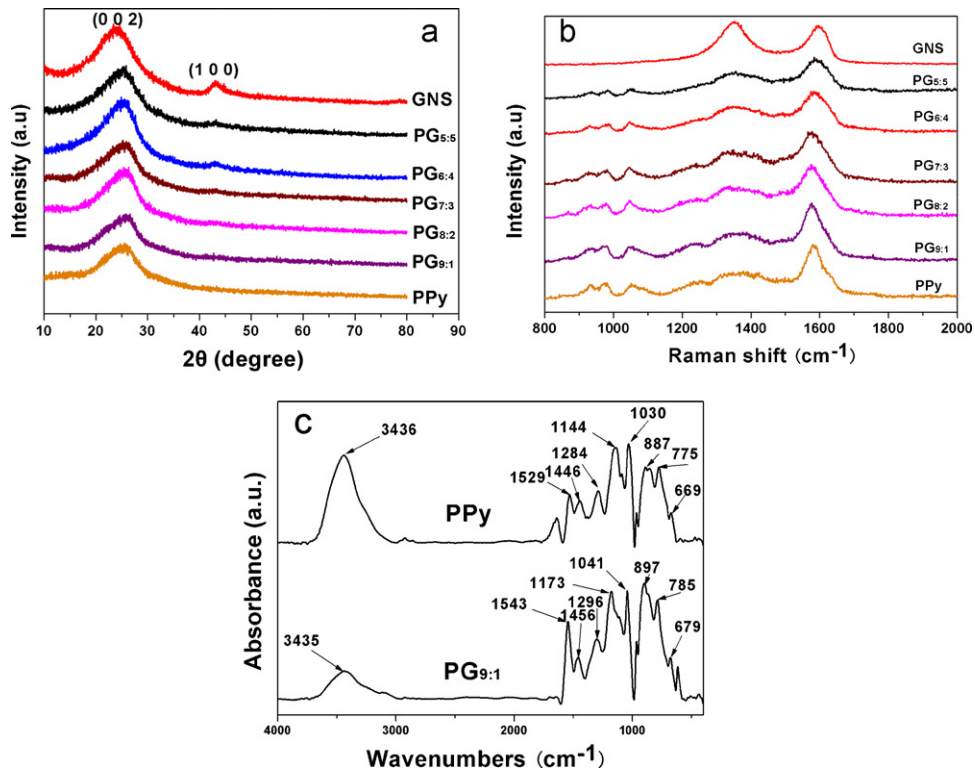 a
(0 0 2)
(1 0 0)
GNS
PG5:5
PG6:4
PG7:3
PG8:2
PG9:1
PPy
Intensity (a.u)
10 20 30 40 50 60 70 80 90
2θ (degree)
b
GNS
PG5:5
PG6:4
PG7:3
PG8:2
PG9:1
PPy
Intensity (a.u)
800 1000 1200 1400 1600 1800 2000
Raman shift (cm-1)
c
3436
1529
1446
1284
1144
1030
887
775
669
PPy
3435
1543
1456
1296
1173
1041
897
785
679
PG9:1
Absorbance (a.u.)
4000 3000 2000 1000
Wavenumbers (cm-1)